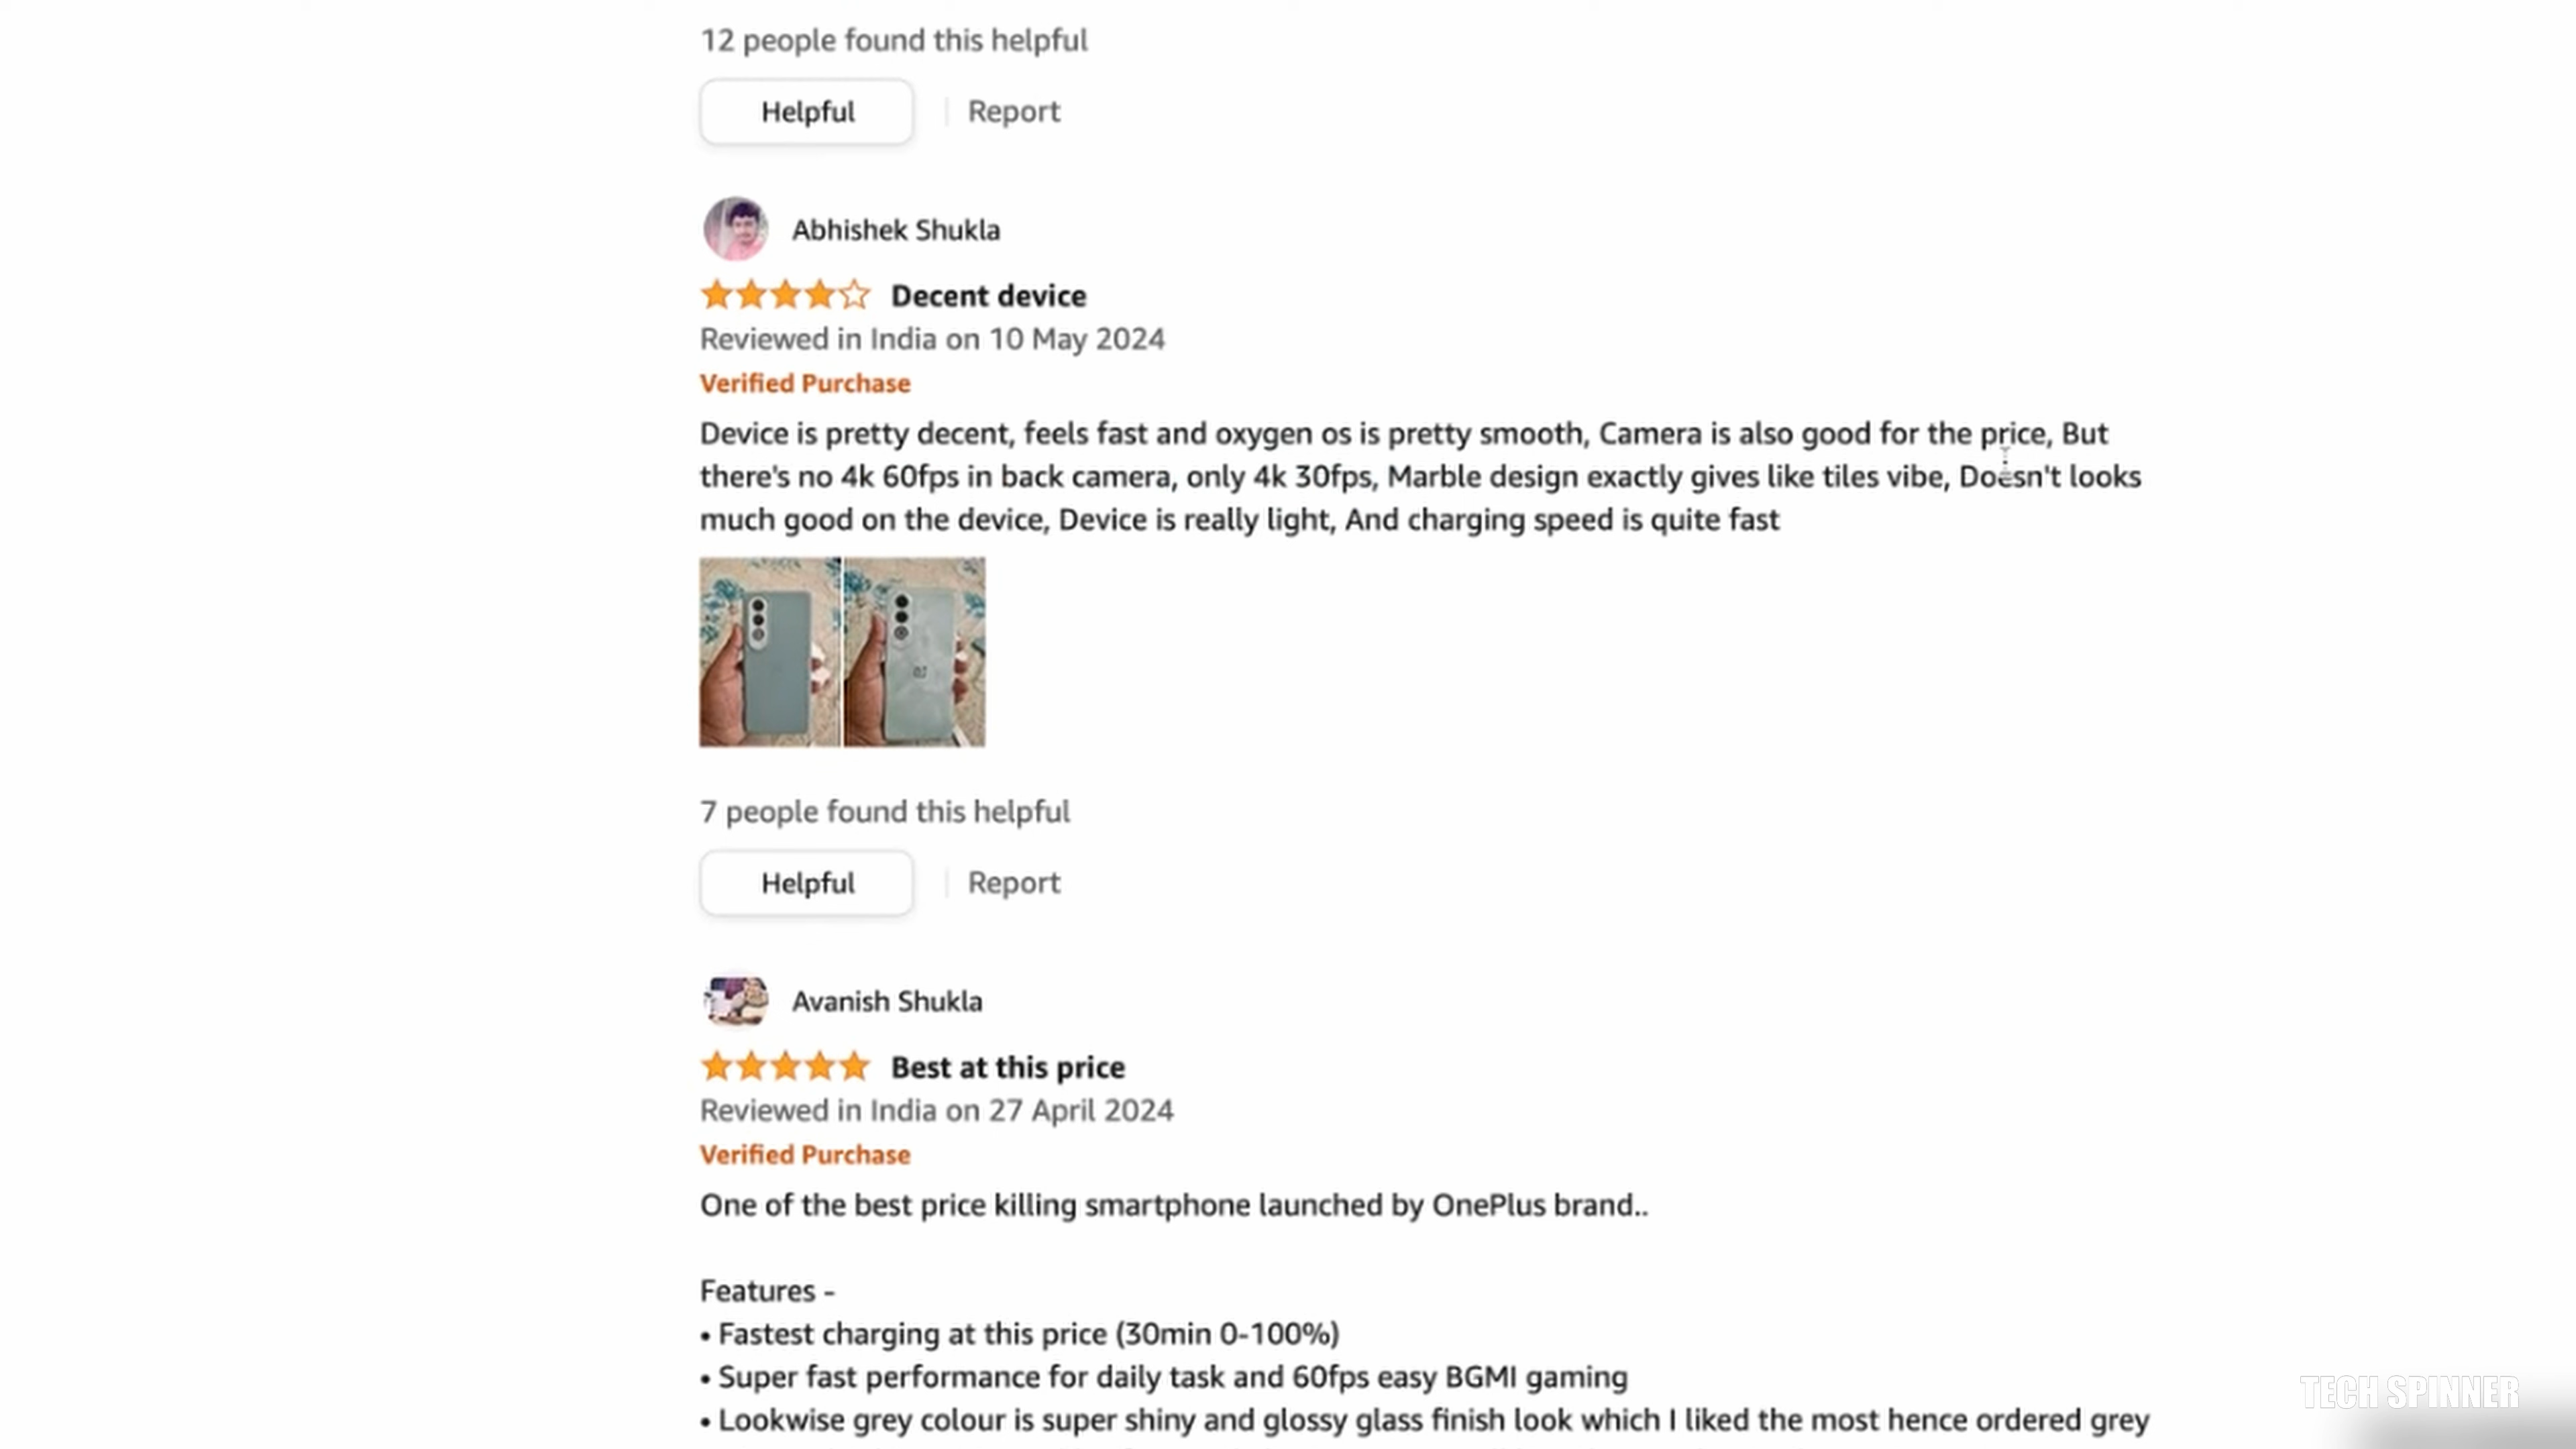 12 people found this helpful
Helpful
Report
Abhishek Shukla
Decent device
Reviewed in India on 10 May 2024
Verified Purchase
Device is pretty decent, feels fast and oxygen os is pretty smooth, Camera is also good for the price, But
there's no 4k 60fps in back camera, only 4k 30fps, Marble design exactly gives like tiles vibe, Doesn't looks
much good on the device, Device is really light, And charging speed is quite fast
7 people found this helpful
Helpful
Report
Avanish Shukla
Best at this price
Reviewed in India on 27 April 2024
Verified Purchase
One of the best price killing smartphone launched by OnePlus brand..
Features -
• Fastest charging at this price (30min 0-100%)
• Super fast performance for daily task and 60fps easy BGMI gaming
• Lookwise grey colour is super shiny and glossy glass finish look which I liked the most hence ordered grey
TECH SPINNER